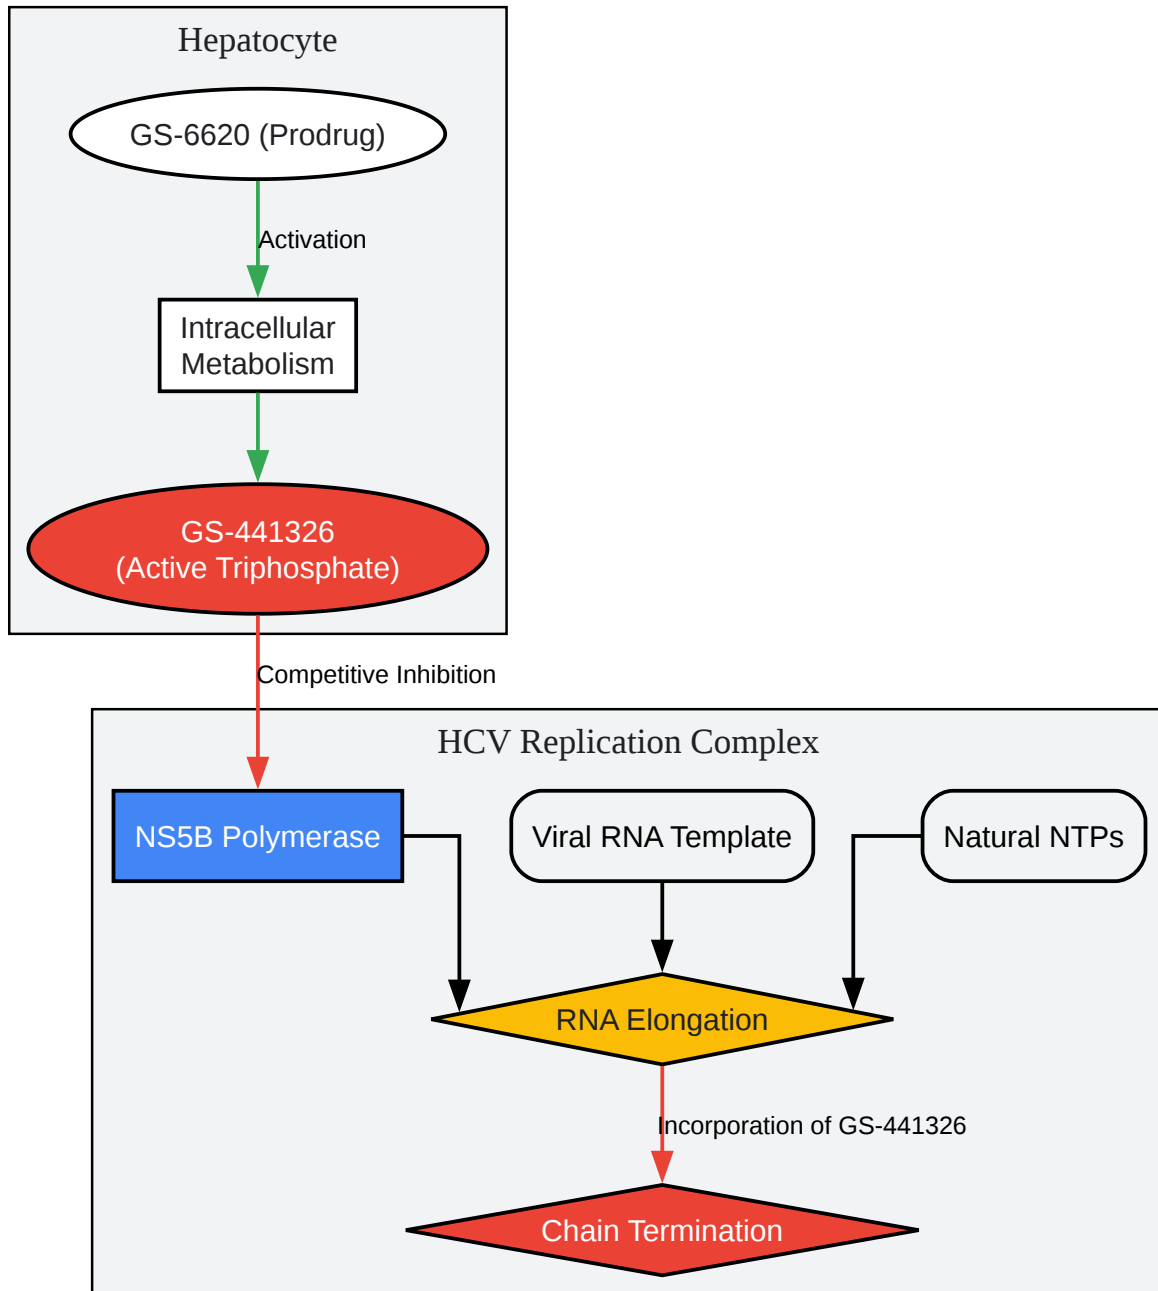 Hepatocyte
GS-6620 (Prodrug)
Activation
Intracellular
Metabolism
GS-441326
(Active Triphosphate)
Competitive Inhibition
HCV Replication Complex
NS5B Polymerase
Viral RNA Template
Natural NTPs
RNA Elongation
Incorporation of GS-441326
Chain Termination